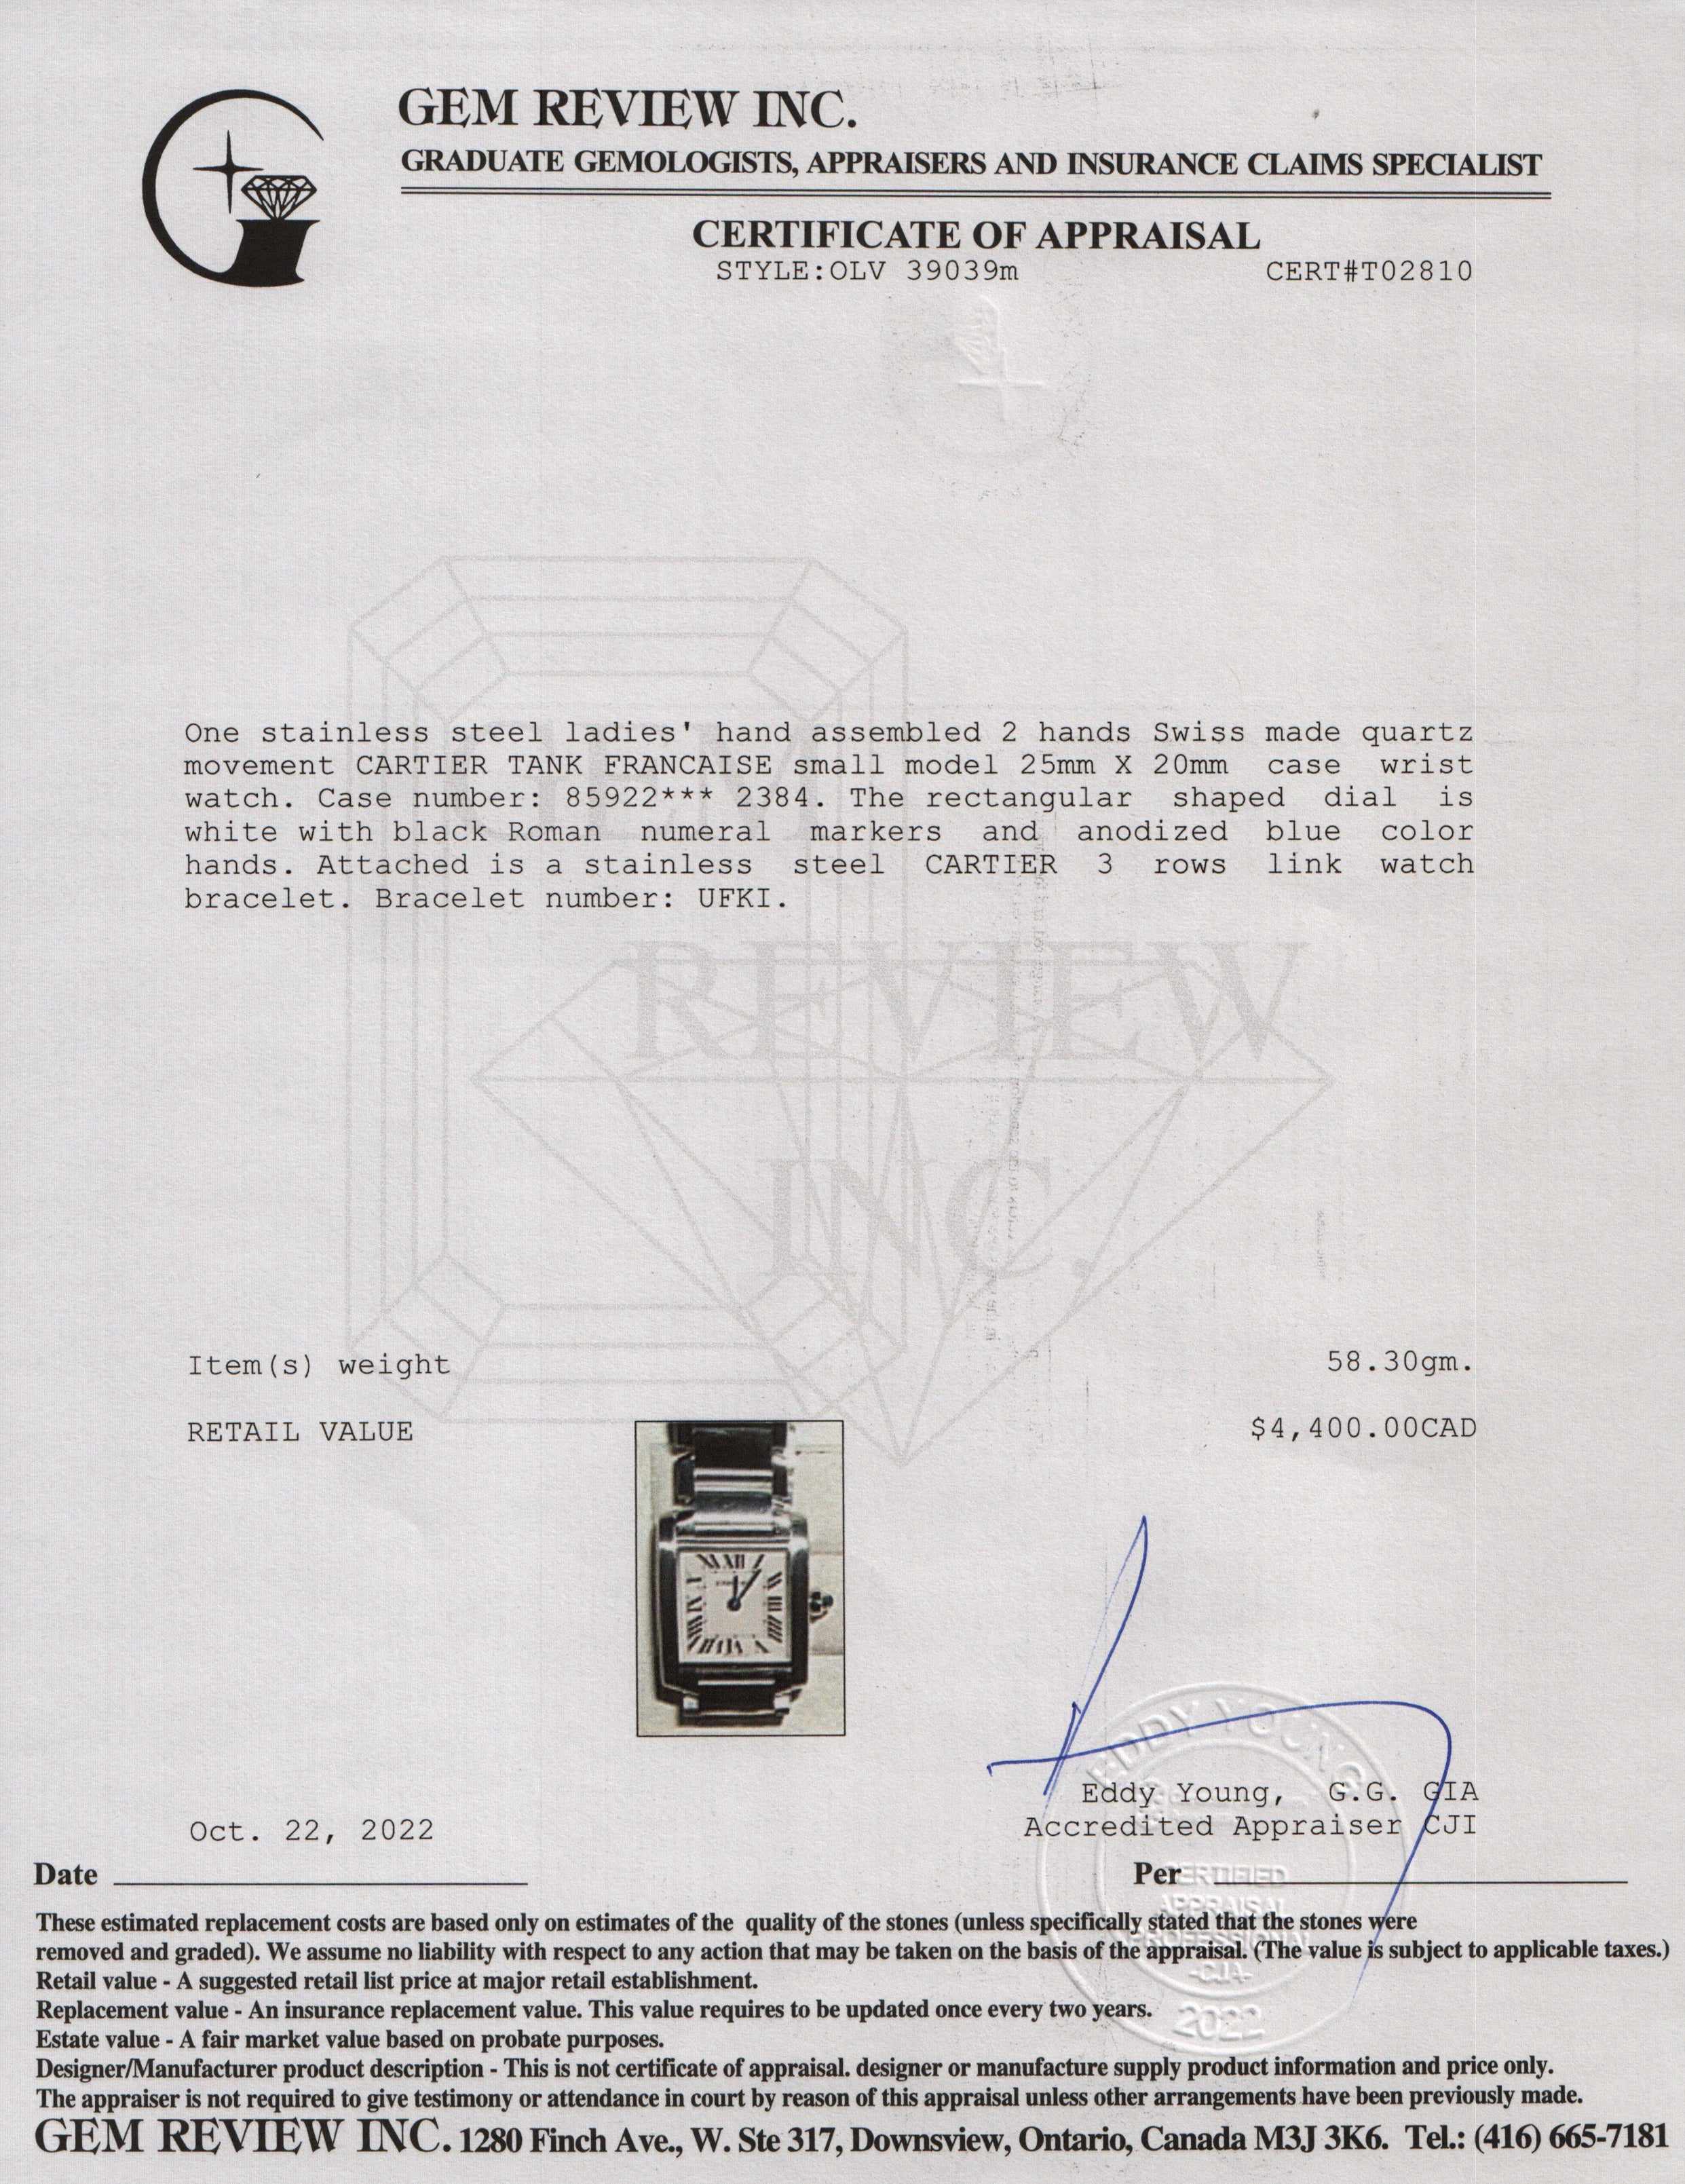 GEM REVIEW INC.
GRADUATE GEMOLOGISTS, APPRAISERS AND INSURANCE CLAIMS SPECIALIST
CERTIFICATE OF APPRAISAL
STYLE:OLV 39039m CERT#T02810
One stainless steel ladies' hand assembled 2 hands Swiss made quartz
movement CARTIER TANK FRANCAISE small model 25mm X 20mm case wrist
watch. Case number: 85922*** 2384. The rectangular shaped dial is
white with black Roman numeral markers and anodized blue color
hands. Attached is a stainless steel CARTIER 3 rows link watch
bracelet. Bracelet number: UFKI.
REVIEW
INC.
Item(s) weight 58.30gm.
RETAIL VALUE $4,400.00CAD
EDDY YOUNG
Eddy Young, G.G. GIA
Accredited Appraiser CJI
Oct. 22, 2022
Date
Per
CERTIFIED
APPRAISAL
PROFESSIONAL
-CJA-
2022
These estimated replacement costs are based only on estimates of the quality of the stones (unless specifically stated that the stones were
removed and graded). We assume no liability with respect to any action that may be taken on the basis of the appraisal. (The value is subject to applicable taxes.)
Retail value - A suggested retail list price at major retail establishment.
Replacement value - An insurance replacement value. This value requires to be updated once every two years.
Estate value - A fair market value based on probate purposes.
Designer/Manufacturer product description - This is not certificate of appraisal. designer or manufacture supply product information and price only.
The appraiser is not required to give testimony or attendance in court by reason of this appraisal unless other arrangements have been previously made.
GEM REVIEW INC. 1280 Finch Ave., W. Ste 317, Downsview, Ontario, Canada M3J 3K6. Tel.: (416) 665-7181